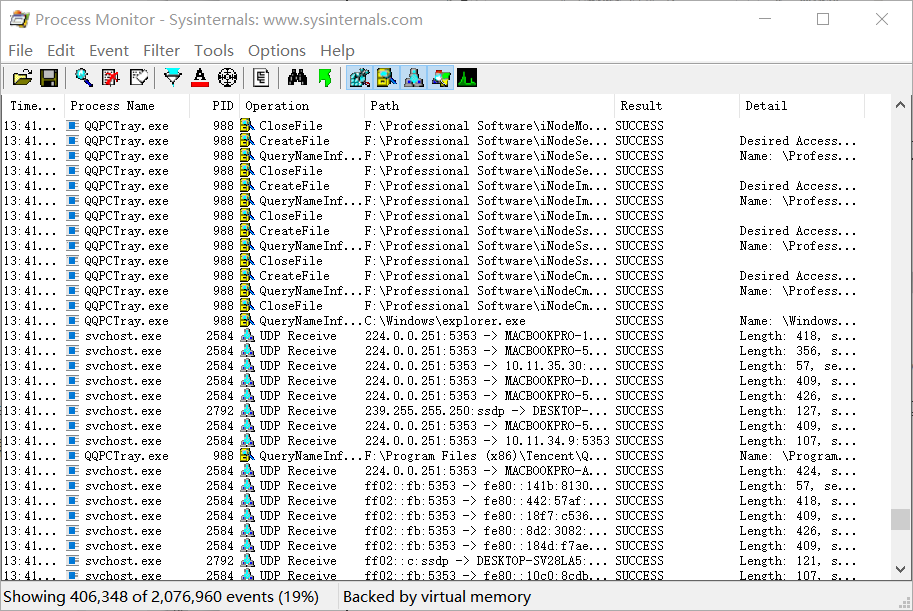 Process Monitor - Sysinternals: www.sysinternals.com
File Edit Event Filter Tools Options Help
Time... Process Name PID Operation Path Result Detail
13:41... QQPCTray.exe 988 CloseFile F:\Professional Software\iNodeMo... SUCCESS
13:41... QQPCTray.exe 988 CreateFile F:\Professional Software\iNodeSe... SUCCESS Desired Access...
13:41... QQPCTray.exe 988 QueryNameInf... F:\Professional Software\iNodeSe... SUCCESS Name: \Profess...
13:41... QQPCTray.exe 988 CloseFile F:\Professional Software\iNodeSe... SUCCESS
13:41... QQPCTray.exe 988 CreateFile F:\Professional Software\iNodeIm... SUCCESS Desired Access...
13:41... QQPCTray.exe 988 QueryNameInf... F:\Professional Software\iNodeIm... SUCCESS Name: \Profess...
13:41... QQPCTray.exe 988 CloseFile F:\Professional Software\iNodeIm... SUCCESS
13:41... QQPCTray.exe 988 CreateFile F:\Professional Software\iNodeSs... SUCCESS Desired Access...
13:41... QQPCTray.exe 988 QueryNameInf... F:\Professional Software\iNodeSs... SUCCESS Name: \Profess...
13:41... QQPCTray.exe 988 CloseFile F:\Professional Software\iNodeSs... SUCCESS
13:41... QQPCTray.exe 988 CreateFile F:\Professional Software\iNodeCm... SUCCESS Desired Access...
13:41... QQPCTray.exe 988 QueryNameInf... F:\Professional Software\iNodeCm... SUCCESS Name: \Profess...
13:41... QQPCTray.exe 988 CloseFile F:\Professional Software\iNodeCm... SUCCESS
13:41... QQPCTray.exe 988 QueryNameInf... C:\Windows\explorer.exe SUCCESS Name: \Windows...
13:41... svchost.exe 2584 UDP Receive 224.0.0.251:5353 -> MACBOOKPRO-1... SUCCESS Length: 418, s...
13:41... svchost.exe 2584 UDP Receive 224.0.0.251:5353 -> MACBOOKPRO-5... SUCCESS Length: 356, s...
13:41... svchost.exe 2584 UDP Receive 224.0.0.251:5353 -> 10.11.35.30:... SUCCESS Length: 57, se...
13:41... svchost.exe 2584 UDP Receive 224.0.0.251:5353 -> MACBOOKPRO-D... SUCCESS Length: 409, s...
13:41... svchost.exe 2584 UDP Receive 224.0.0.251:5353 -> MACBOOKPRO-5... SUCCESS Length: 426, s...
13:41... svchost.exe 2792 UDP Receive 239.255.255.250:ssdp -> DESKTOP-... SUCCESS Length: 127, s...
13:41... svchost.exe 2584 UDP Receive 224.0.0.251:5353 -> MACBOOKPRO-5... SUCCESS Length: 409, s...
13:41... svchost.exe 2584 UDP Receive 224.0.0.251:5353 -> 10.11.34.9:5353 SUCCESS Length: 107, s...
13:41... QQPCTray.exe 988 QueryNameInf... F:\Program Files (x86)\Tencent\Q... SUCCESS Name: \Program...
13:41... svchost.exe 2584 UDP Receive 224.0.0.251:5353 -> MACBOOKPRO-A... SUCCESS Length: 424, s...
13:41... svchost.exe 2584 UDP Receive ff02::fb:5353 -> fe80::141b:8130... SUCCESS Length: 57, se...
13:41... svchost.exe 2584 UDP Receive ff02::fb:5353 -> fe80::442:57af:... SUCCESS Length: 418, s...
13:41... svchost.exe 2584 UDP Receive ff02::fb:5353 -> fe80::18f7:c536... SUCCESS Length: 409, s...
13:41... svchost.exe 2584 UDP Receive ff02::fb:5353 -> fe80::8d2:3082:... SUCCESS Length: 426, s...
13:41... svchost.exe 2584 UDP Receive ff02::fb:5353 -> fe80::184d:f7ae... SUCCESS Length: 409, s...
13:41... svchost.exe 2792 UDP Receive ff02::c:ssdp -> DESKTOP-SV28LA5:... SUCCESS Length: 121, s...
13:41... svchost.exe 2584 UDP Receive ff02::fb:5353 -> fe80::10c0:8cdb... SUCCESS Length: 107, s...
Showing 406,348 of 2,076,960 events (19%) Backed by virtual memory